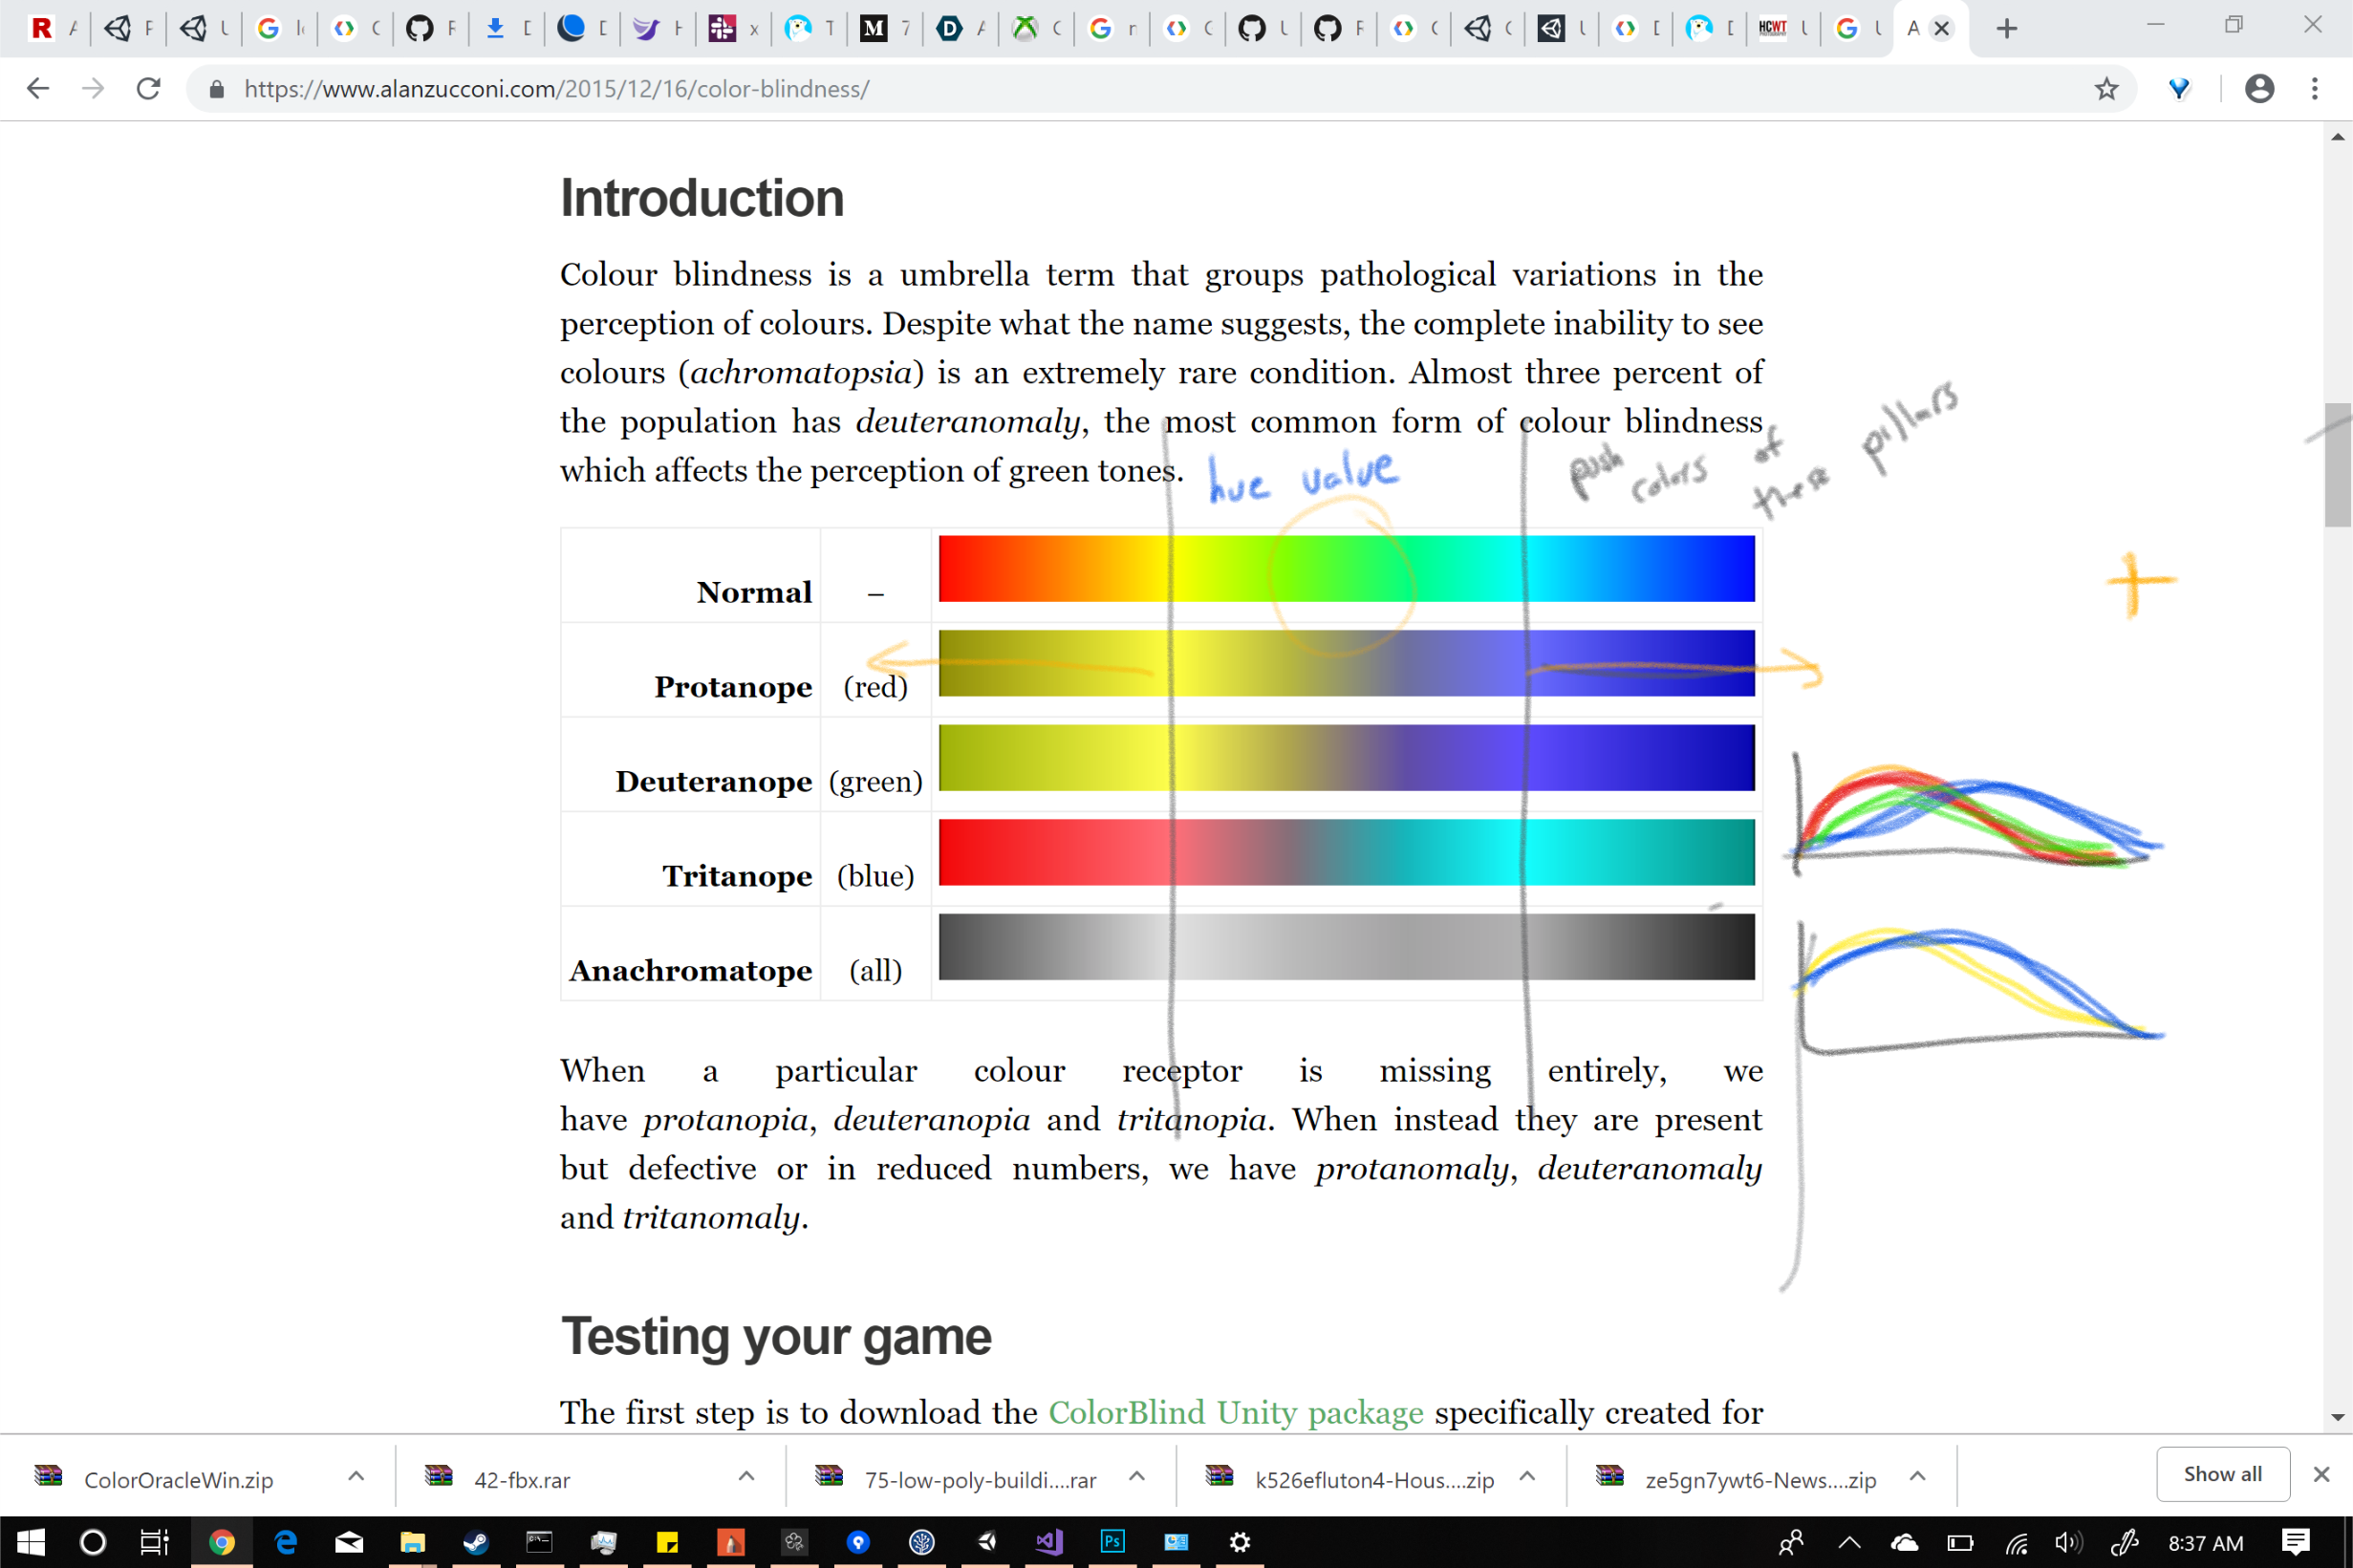 https://www.alanzucconi.com/2015/12/16/color-blindness/
Introduction
Colour blindness is a umbrella term that groups pathological variations in the
perception of colours. Despite what the name suggests, the complete inability to see
colours (achromatopsia) is an extremely rare condition. Almost three percent of
the population has deuteranomaly, the most common form of colour blindness
which affects the perception of green tones.
hue value
push colors of these pillars
Normal –
Protanope (red)
Deuteranope (green)
Tritanope (blue)
Anachromatope (all)
When a particular colour receptor is missing entirely, we
have protanopia, deuteranopia and tritanopia. When instead they are present
but defective or in reduced numbers, we have protanomaly, deuteranomaly
and tritanomaly.
Testing your game
The first step is to download the ColorBlind Unity package specifically created for
ColorOracleWin.zip
42-fbx.rar
75-low-poly-buildi....rar
k526efluton4-Hous....zip
ze5gn7ywt6-News....zip
Show all
8:37 AM